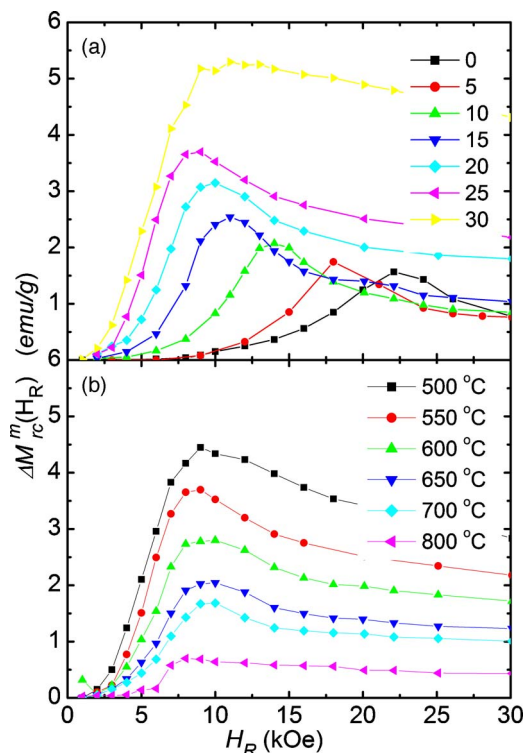 (a)
0
5
10
15
20
25
30
6
5
4
3
2
1
6
(emu/g)
ΔM^m_rc(H_R)
(b)
500 °C
550 °C
600 °C
650 °C
700 °C
800 °C
5
4
3
2
1
0
0 5 10 15 20 25 30
H_R (kOe)